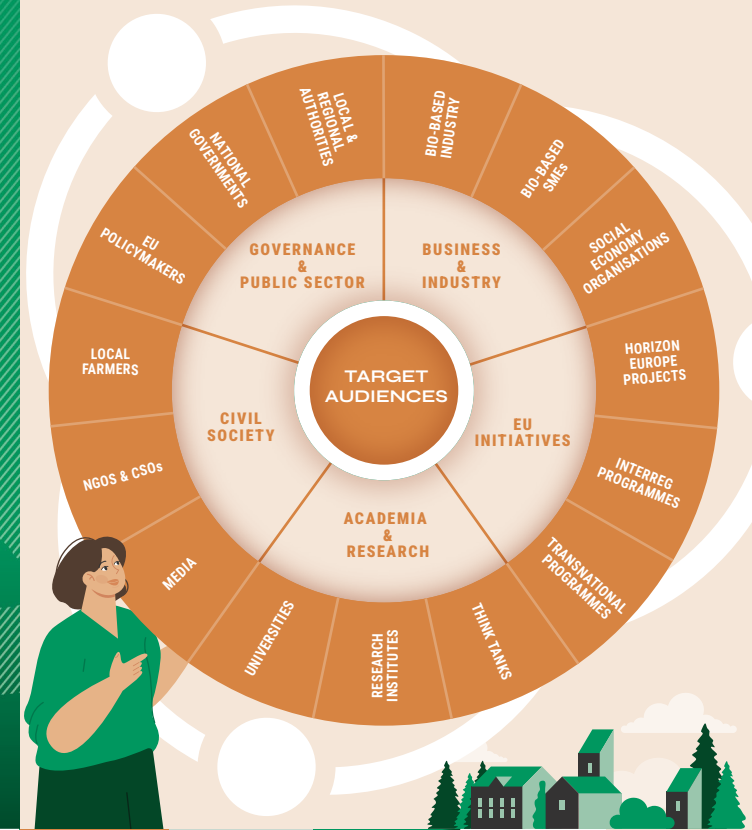 TARGET
AUDIENCES
GOVERNANCE
&
PUBLIC SECTOR
BUSINESS
&
INDUSTRY
EU
INITIATIVES
ACADEMIA
&
RESEARCH
CIVIL
SOCIETY
LOCAL &
REGIONAL
AUTHORITIES
BIO-BASED
INDUSTRY
BIO-BASED
SMEs
SOCIAL
ECONOMY
ORGANISATIONS
HORIZON
EUROPE
PROJECTS
INTERREG
PROGRAMMES
TRANSNATIONAL
PROGRAMMES
THINK TANKS
RESEARCH
INSTITUTES
UNIVERSITIES
MEDIA
NGOS & CSOs
LOCAL
FARMERS
EU
POLICYMAKERS
NATIONAL
GOVERNMENTS